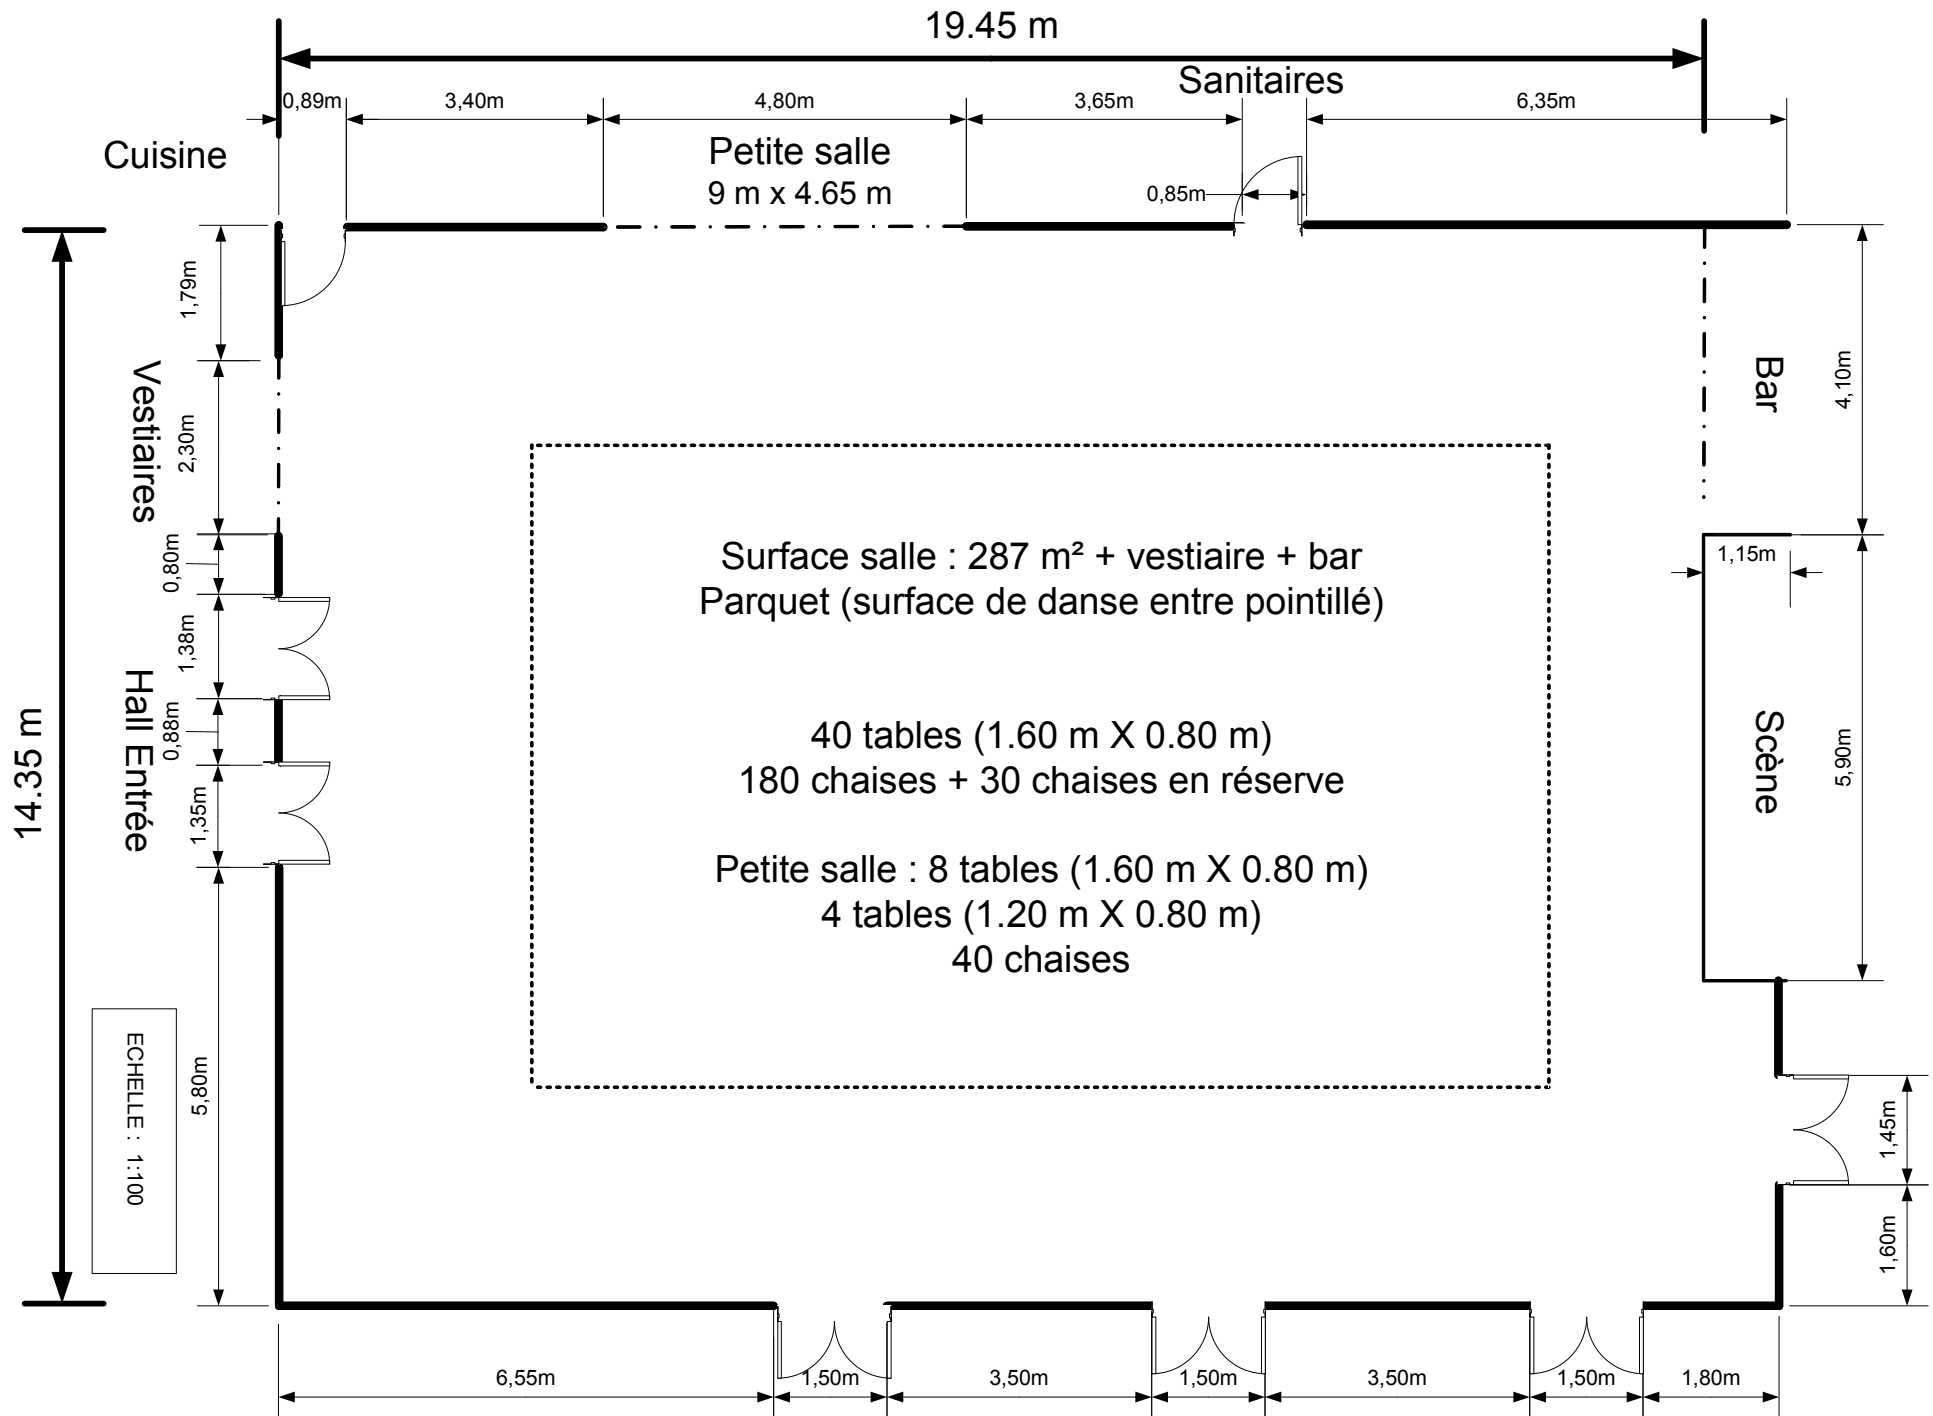 19.45 m
Sanitaires
0,89m
3,40m
4,80m
3,65m
6,35m
Cuisine
Petite salle
9 m x 4.65 m
0,85m
1,79m
Vestiaires
2,30m
0,80m
1,38m
Hall Entrée
0,88m
1,35m
14.35 m
5,80m
ECHELLE : 1:100
Bar
4,10m
1,15m
Scène
5,90m
1,45m
1,60m
Surface salle : 287 m² + vestiaire + bar
Parquet (surface de danse entre pointillé)
40 tables (1.60 m X 0.80 m)
180 chaises + 30 chaises en réserve
Petite salle : 8 tables (1.60 m X 0.80 m)
4 tables (1.20 m X 0.80 m)
40 chaises
6,55m
1,50m
3,50m
1,50m
3,50m
1,50m
1,80m